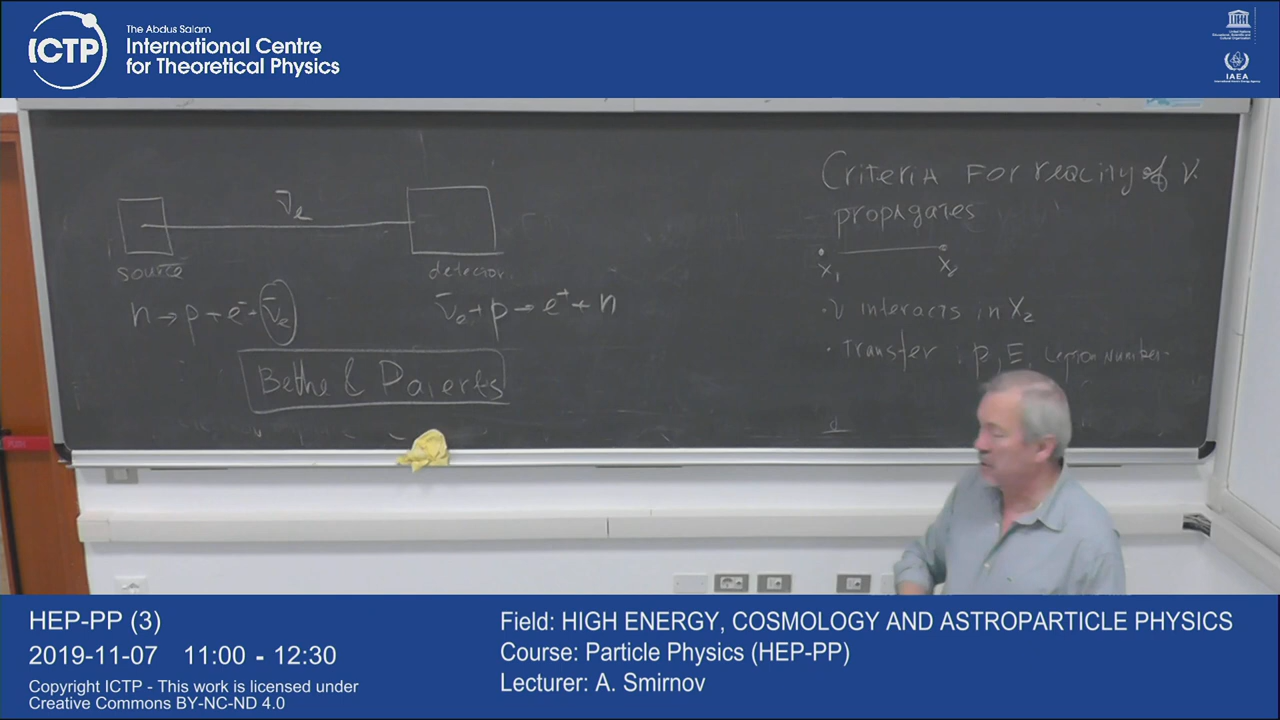 ICTP
The Abdus Salam
International Centre
for Theoretical Physics
IAEA
ν̄e
source
detector
n → p + e⁻ + ν̄e
ν̄e + p → e⁺ + n
Bethe & Paierls
Criteria For reality of ν
propagates
x₁ x₂
· ν interacts in x₂
· Transfer : p, E, Lepton Number
HEP-PP (3)
2019-11-07 11:00 - 12:30
Copyright ICTP - This work is licensed under
Creative Commons BY-NC-ND 4.0
Field: HIGH ENERGY, COSMOLOGY AND ASTROPARTICLE PHYSICS
Course: Particle Physics (HEP-PP)
Lecturer: A. Smirnov